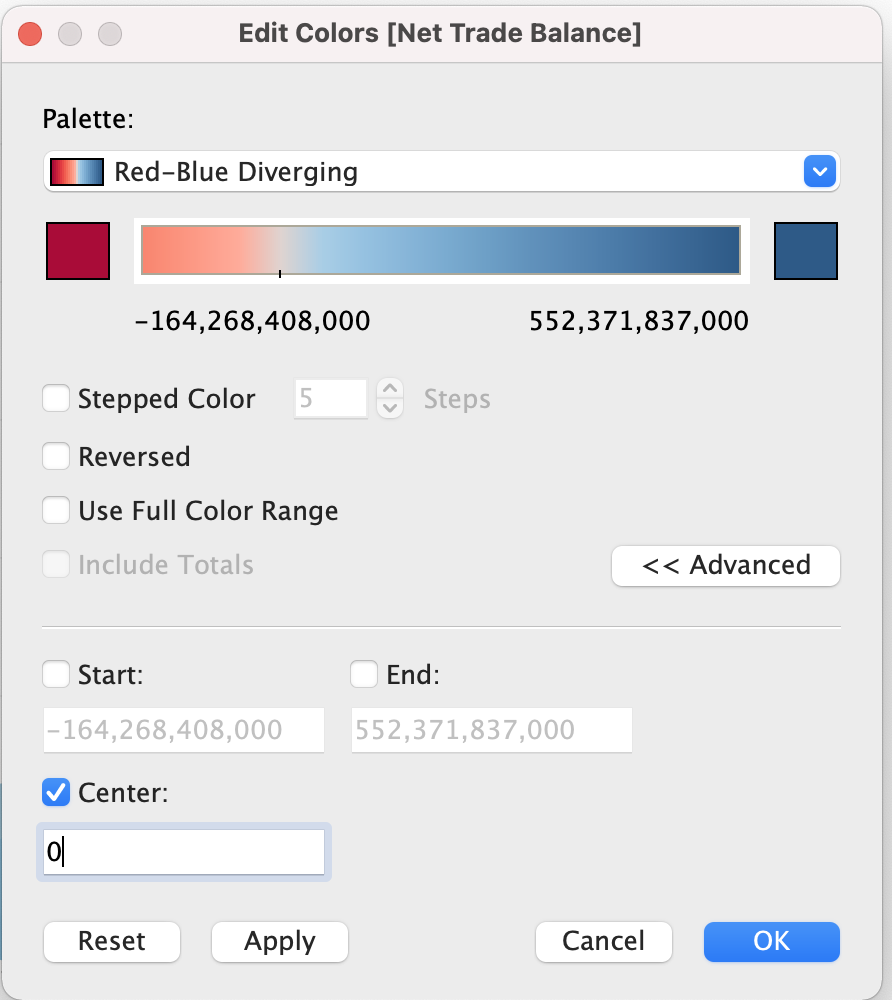 Edit Colors [Net Trade Balance]
Palette:
Red-Blue Diverging
-164,268,408,000 552,371,837,000
Stepped Color 5 Steps
Reversed
Use Full Color Range
Include Totals << Advanced
Start: End:
-164,268,408,000 552,371,837,000
Center:
0
Reset Apply Cancel OK